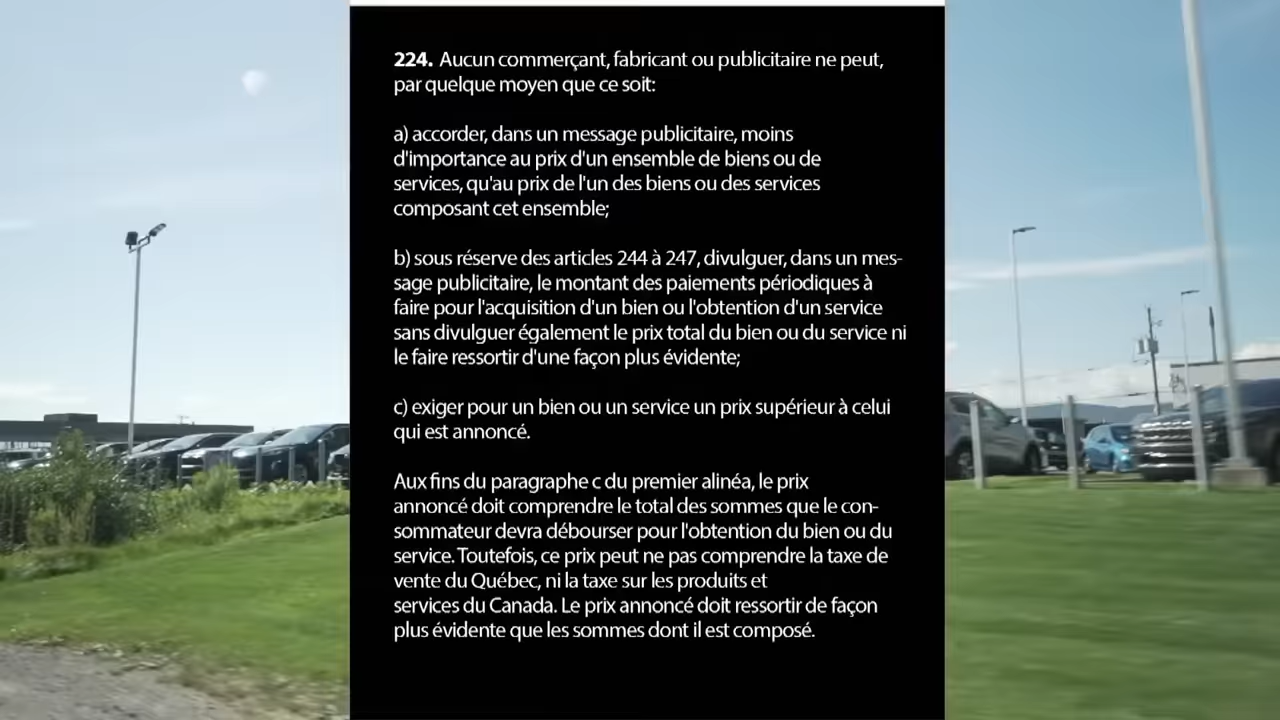 224. Aucun commerçant, fabricant ou publicitaire ne peut,
par quelque moyen que ce soit:
a) accorder, dans un message publicitaire, moins
d'importance au prix d'un ensemble de biens ou de
services, qu'au prix de l'un des biens ou des services
composant cet ensemble;
b) sous réserve des articles 244 à 247, divulguer, dans un mes-
sage publicitaire, le montant des paiements périodiques à
faire pour l'acquisition d'un bien ou l'obtention d'un service
sans divulguer également le prix total du bien ou du service ni
le faire ressortir d'une façon plus évidente;
c) exiger pour un bien ou un service un prix supérieur à celui
qui est annoncé.
Aux fins du paragraphe c du premier alinéa, le prix
annoncé doit comprendre le total des sommes que le con-
sommateur devra débourser pour l'obtention du bien ou du
service. Toutefois, ce prix peut ne pas comprendre la taxe de
vente du Québec, ni la taxe sur les produits et
services du Canada. Le prix annoncé doit ressortir de façon
plus évidente que les sommes dont il est composé.